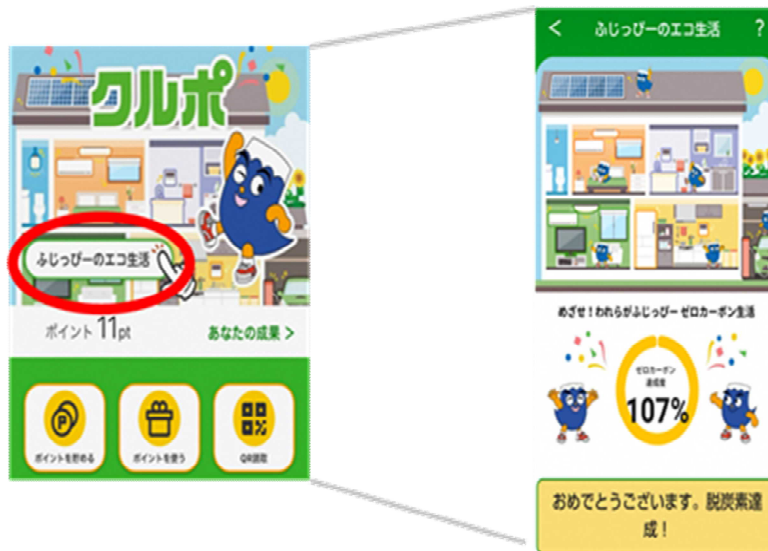 クルポ
ふじっぴーのエコ生活
ポイント 11pt
あなたの成果 >
ポイントを貯める
ポイントを使う
QR読取
< ふじっぴーのエコ生活 ?
めざせ！われらがふじっぴー ゼロカーボン生活
ゼロカーボン
達成度
107%
おめでとうございます。脱炭素達
成！